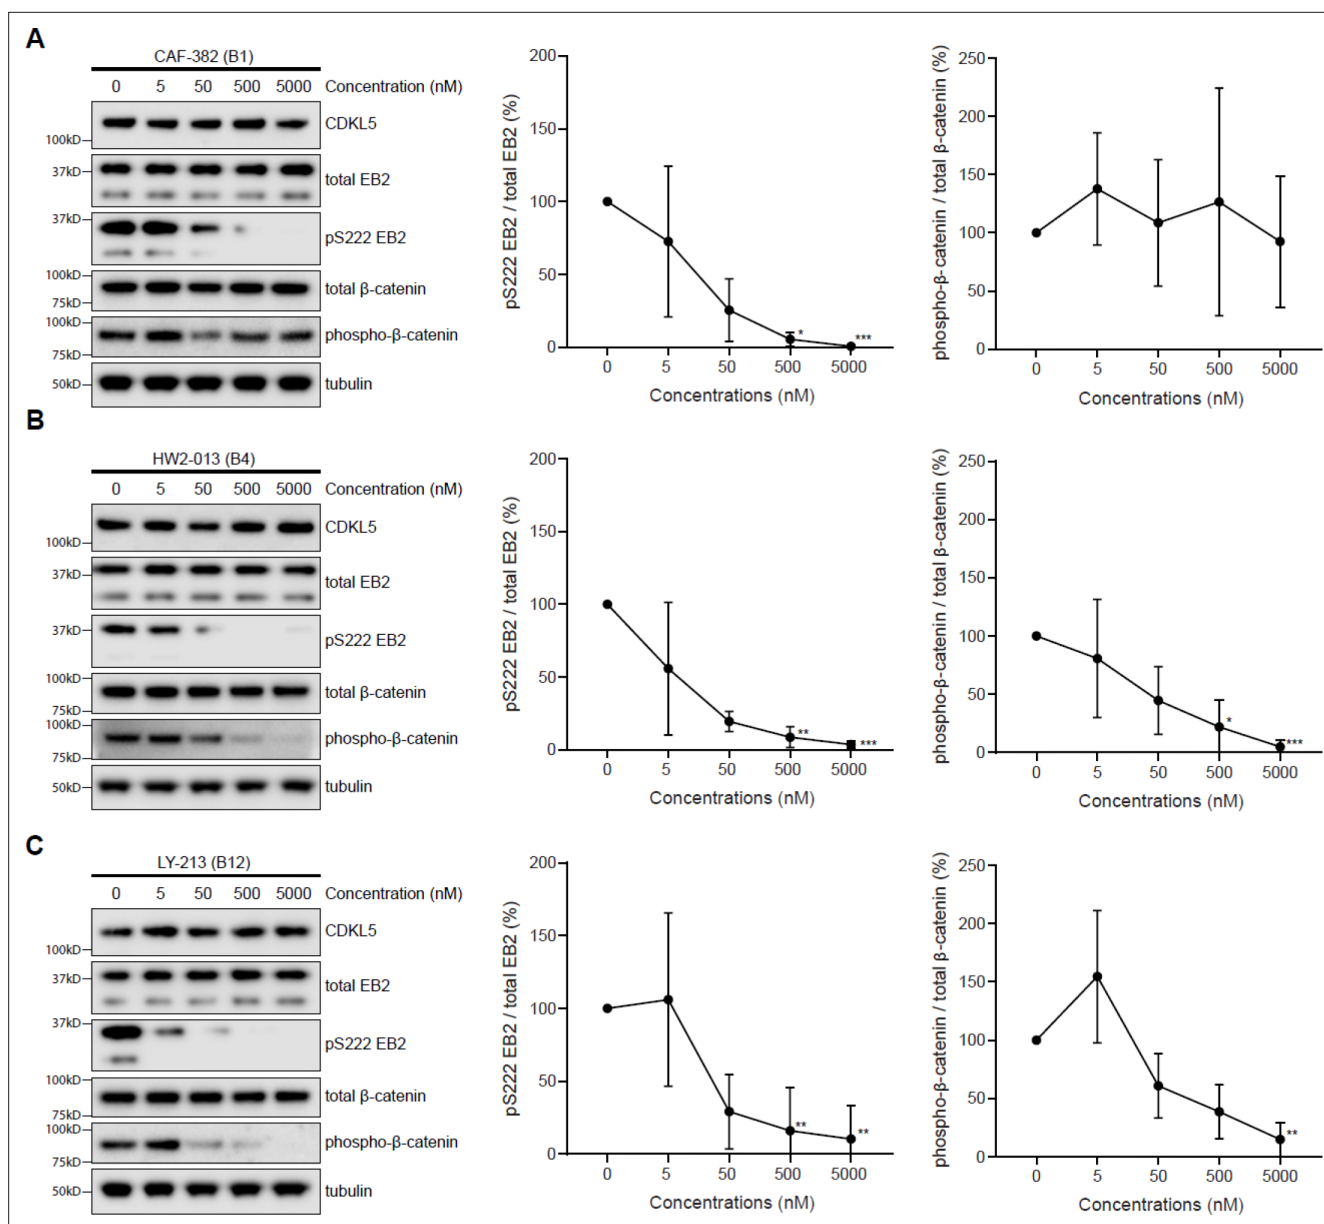 A
CAF-382 (B1)
0 5 50 500 5000 Concentration (nM)
CDKL5
100kD
37kD
total EB2
37kD
pS222 EB2
100kD
total β-catenin
75kD
100kD
phospho-β-catenin
75kD
50kD
tubulin
pS222 EB2 / total EB2 (%)
200
150
100
50
0
* ***
0 5 50 500 5000
Concentrations (nM)
phospho-β-catenin / total β-catenin (%)
250
200
150
100
50
0
0 5 50 500 5000
Concentrations (nM)
B
HW2-013 (B4)
0 5 50 500 5000 Concentration (nM)
CDKL5
100kD
37kD
total EB2
37kD
pS222 EB2
100kD
total β-catenin
75kD
100kD
phospho-β-catenin
75kD
50kD
tubulin
pS222 EB2 / total EB2 (%)
200
150
100
50
0
** ***
0 5 50 500 5000
Concentrations (nM)
phospho-β-catenin / total β-catenin (%)
250
200
150
100
50
0
* ***
0 5 50 500 5000
Concentrations (nM)
C
LY-213 (B12)
0 5 50 500 5000 Concentration (nM)
CDKL5
100kD
37kD
total EB2
37kD
pS222 EB2
100kD
total β-catenin
75kD
100kD
phospho-β-catenin
75kD
50kD
tubulin
pS222 EB2 / total EB2 (%)
200
150
100
50
0
** **
0 5 50 500 5000
Concentrations (nM)
phospho-β-catenin / total β-catenin (%)
250
200
150
100
50
0
**
0 5 50 500 5000
Concentrations (nM)